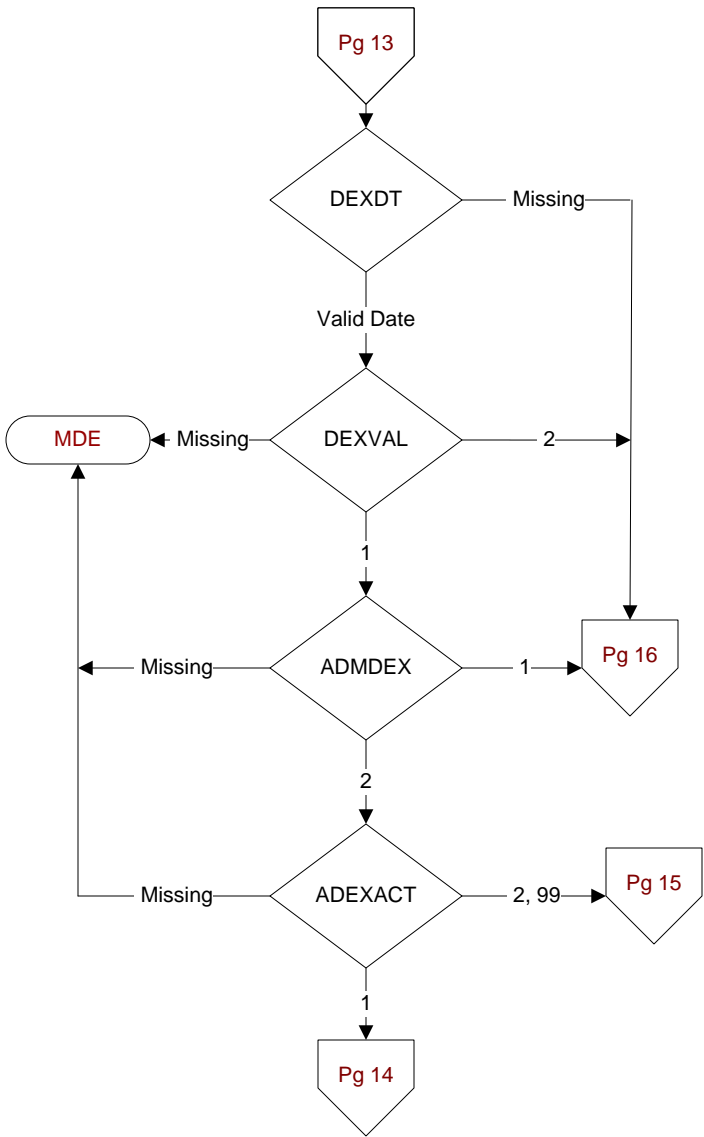 Pg 13
DEXDT
Missing
Valid Date
MDE
Missing
DEXVAL
2
1
Missing
ADMDEX
1
Pg 16
2
Missing
ADEXACT
2, 99
Pg 15
1
Pg 14